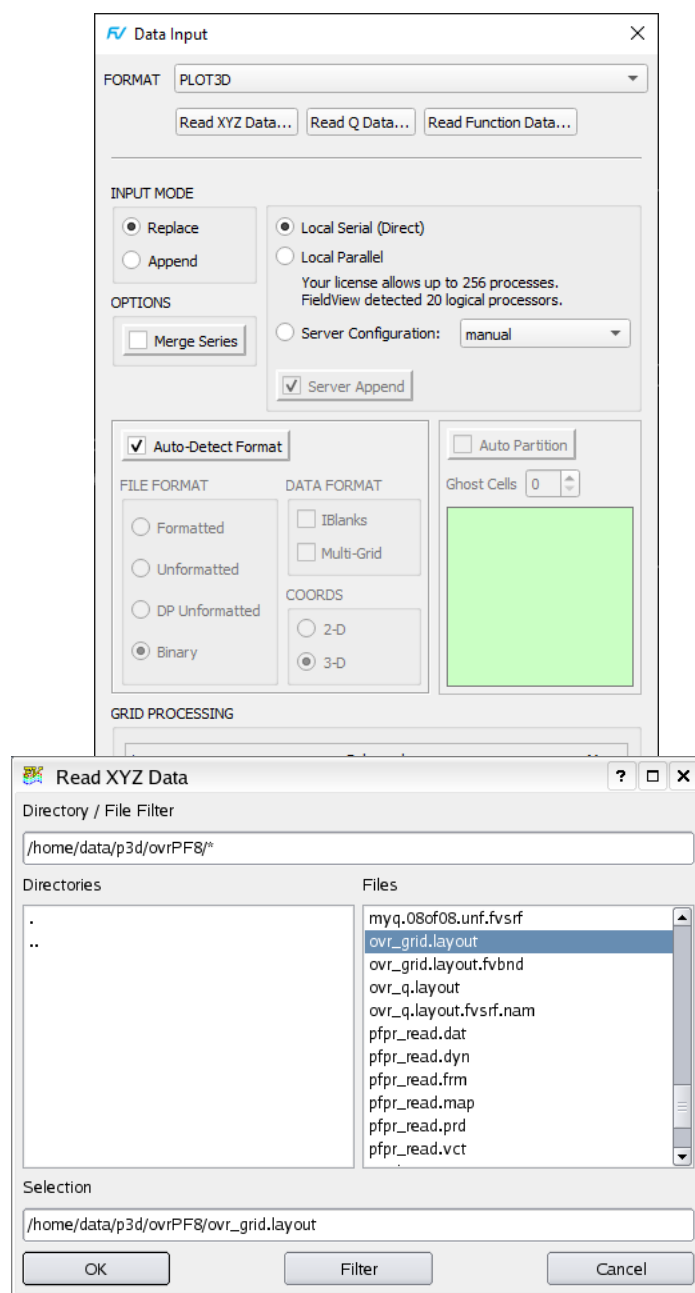 FV Data Input
FORMAT PLOT3D
Read XYZ Data... Read Q Data... Read Function Data...
INPUT MODE
Replace
Append
Local Serial (Direct)
Local Parallel
Your license allows up to 256 processes.
FieldView detected 20 logical processors.
OPTIONS
Merge Series
Server Configuration: manual
Server Append
Auto-Detect Format
Auto Partition
FILE FORMAT
Formatted
Unformatted
DP Unformatted
Binary
DATA FORMAT
IBlanks
Multi-Grid
COORDS
2-D
3-D
Ghost Cells 0
GRID PROCESSING
Read XYZ Data
?
Directory / File Filter
/home/data/p3d/ovrPF8/*
Directories
.
..
Files
myq.08of08.unf.fvsrf
ovr_grid.layout
ovr_grid.layout.fvbnd
ovr_q.layout
ovr_q.layout.fvsrf.nam
pfpr_read.dat
pfpr_read.dyn
pfpr_read.frm
pfpr_read.map
pfpr_read.prd
pfpr_read.vct
Selection
/home/data/p3d/ovrPF8/ovr_grid.layout
OK Filter Cancel